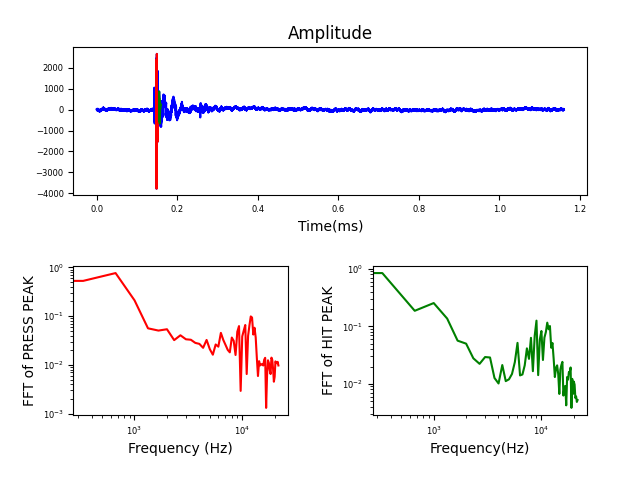 Amplitude
2000
1000
0
−1000
−2000
−3000
−4000
0.0 0.2 0.4 0.6 0.8 1.0 1.2
Time(ms)
FFT of PRESS PEAK
10⁰
10⁻¹
10⁻²
10⁻³
10³ 10⁴
Frequency (Hz)
FFT of HIT PEAK
10⁰
10⁻¹
10⁻²
10³ 10⁴
Frequency(Hz)